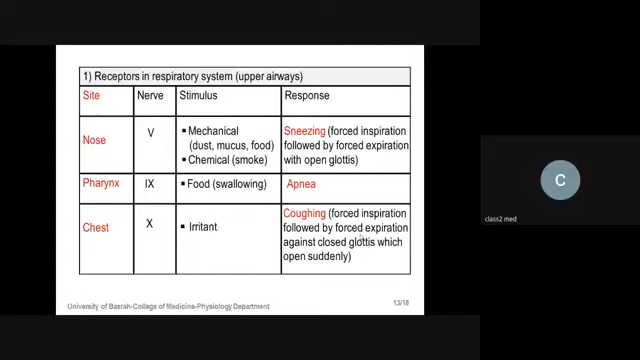 1) Receptors in respiratory system (upper airways)
Site Nerve Stimulus Response
Nose V ▪ Mechanical (dust, mucus, food) ▪ Chemical (smoke) Sneezing (forced inspiration followed by forced expiration with open glottis)
Pharynx IX ▪ Food (swallowing) Apnea
Chest X ▪ Irritant Coughing (forced inspiration followed by forced expiration against closed glottis which open suddenly)
University of Basrah-Collage of Medicine-Physiology Department 13/18
C
class2 med